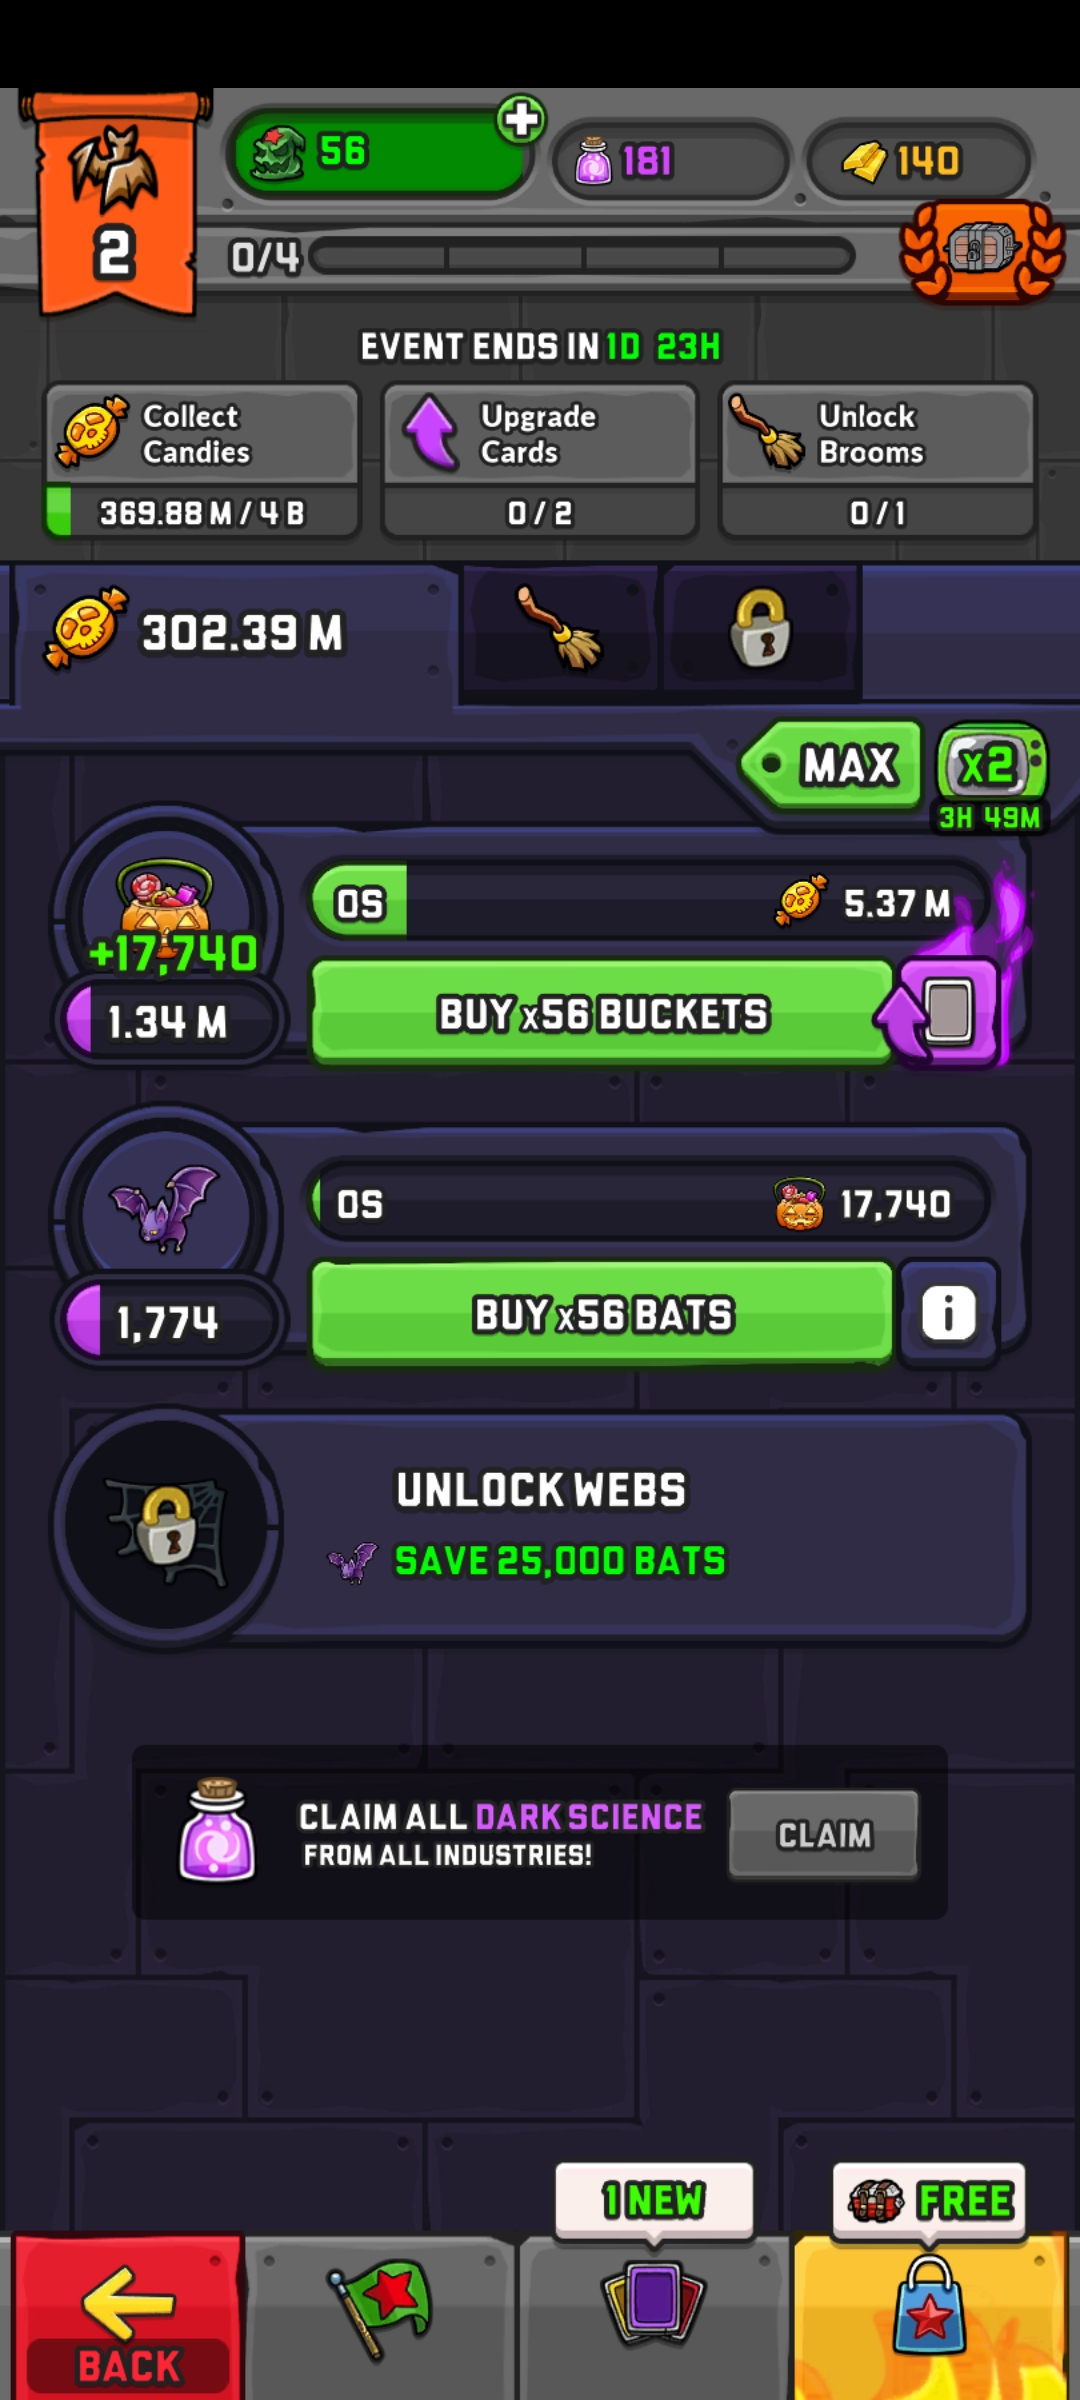 2
56
181
140
0/4
EVENT ENDS IN 1D 23H
Collect
Candies
369.88 M / 4 B
Upgrade
Cards
0 / 2
Unlock
Brooms
0 / 1
302.39 M
MAX
x2
3H 49M
0S
5.37 M
+17,740
1.34 M
BUY x56 BUCKETS
0S
17,740
1,774
BUY x56 BATS
i
UNLOCK WEBS
SAVE 25,000 BATS
CLAIM ALL DARK SCIENCE
FROM ALL INDUSTRIES!
CLAIM
1 NEW
FREE
BACK